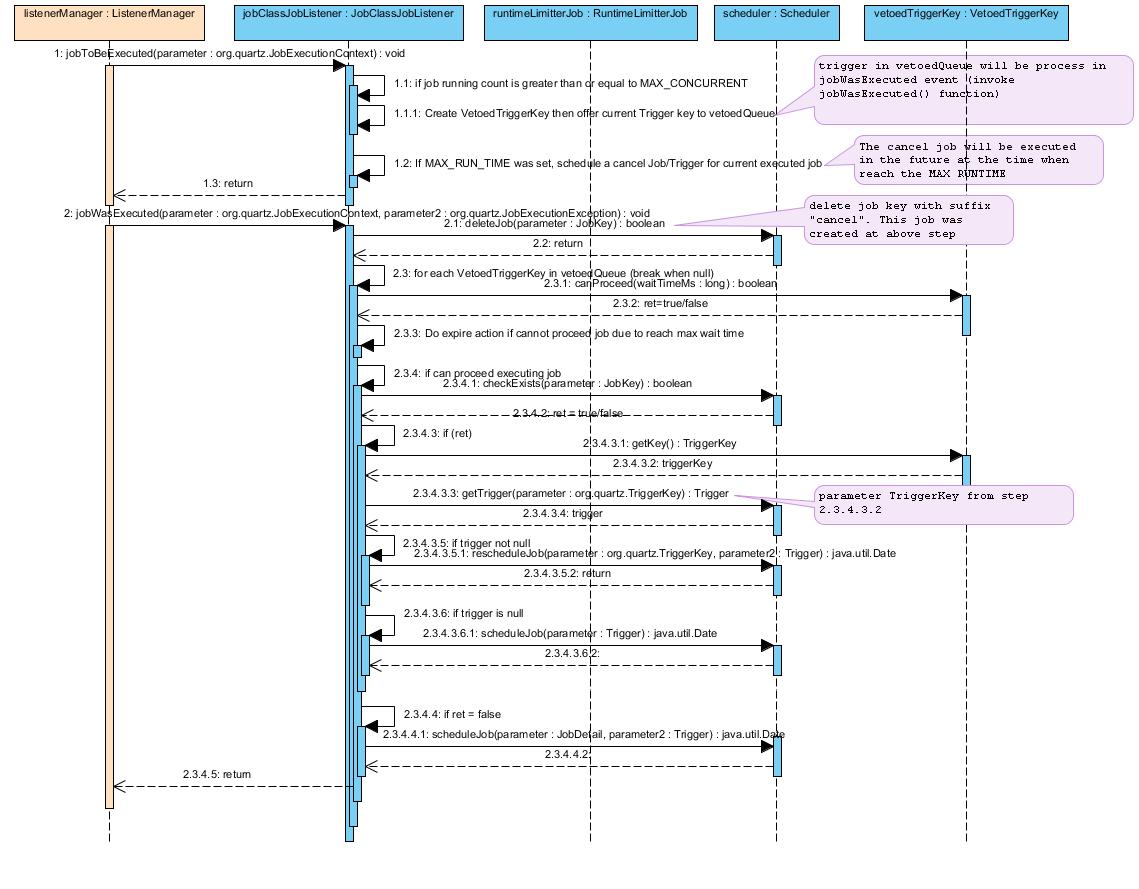 listenerManager : ListenerManager
jobClassJobListener : JobClassJobListener
runtimeLimitterJob : RuntimeLimitterJob
scheduler : Scheduler
vetoedTriggerKey : VetoedTriggerKey
1: jobToBeExecuted(parameter : org.quartz.JobExecutionContext) : void
trigger in vetoedQueue will be process in
jobWasExecuted event (invoke
jobWasExecuted() function)
1.1: if job running count is greater than or equal to MAX_CONCURRENT
1.1.1: Create VetoedTriggerKey then offer current Trigger key to vetoedQueue
The cancel job will be executed
in the future at the time when
reach the MAX RUNTIME
1.2: If MAX_RUN_TIME was set, schedule a cancel Job/Trigger for current executed job
1.3: return
delete job key with suffix
"cancel". This job was
created at above step
2: jobWasExecuted(parameter : org.quartz.JobExecutionContext, parameter2 : org.quartz.JobExecutionException) : void
2.1: deleteJob(parameter : JobKey) : boolean
2.2: return
2.3: for each VetoedTriggerKey in vetoedQueue (break when null)
2.3.1: canProceed(waitTimeMs : long) : boolean
2.3.2: ret=true/false
2.3.3: Do expire action if cannot proceed job due to reach max wait time
2.3.4: if can proceed executing job
2.3.4.1: checkExists(parameter : JobKey) : boolean
2.3.4.2: ret = true/false
2.3.4.3: if (ret)
2.3.4.3.1: getKey() : TriggerKey
2.3.4.3.2: triggerKey
2.3.4.3.3: getTrigger(parameter : org.quartz.TriggerKey) : Trigger
parameter TriggerKey from step
2.3.4.3.2
2.3.4.3.4: trigger
2.3.4.3.5: if trigger not null
2.3.4.3.5.1: rescheduleJob(parameter : org.quartz.TriggerKey, parameter2 : Trigger) : java.util.Date
2.3.4.3.5.2: return
2.3.4.3.6: if trigger is null
2.3.4.3.6.1: scheduleJob(parameter : Trigger) : java.util.Date
2.3.4.3.6.2:
2.3.4.4: if ret = false
2.3.4.4.1: scheduleJob(parameter : JobDetail, parameter2 : Trigger) : java.util.Date
2.3.4.4.2:
2.3.4.5: return